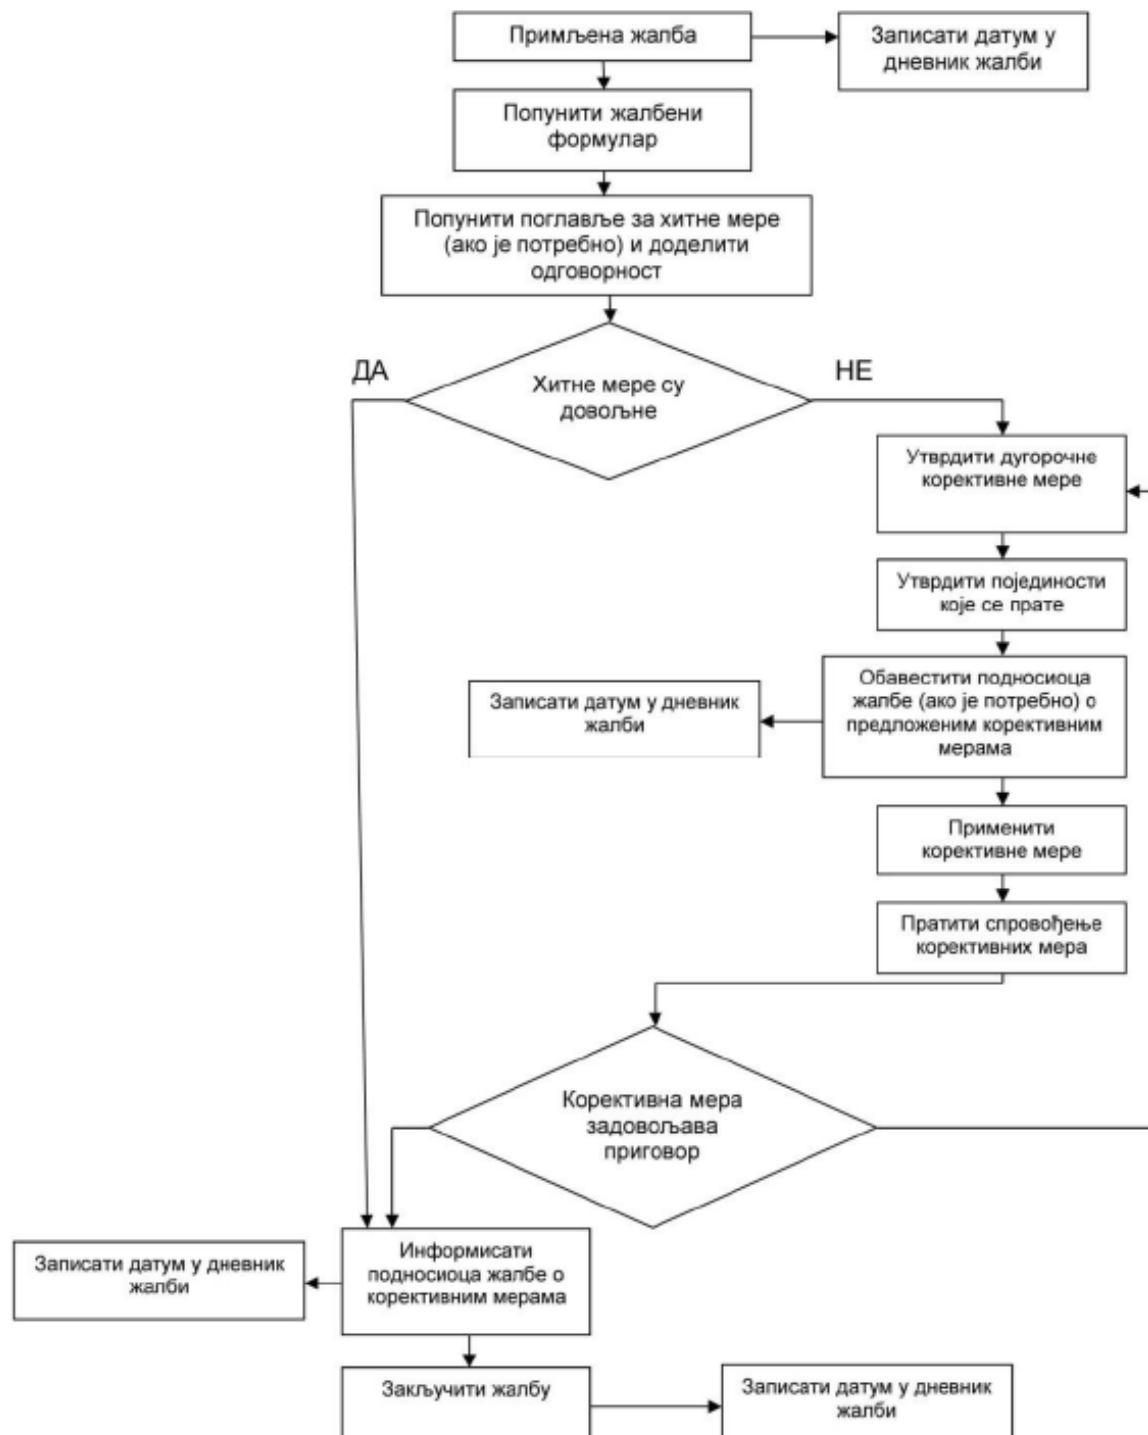 Примљена жалба
Записати датум у
дневник жалби
Попунити жалбени
формулар
Попунити поглавље за хитне мере
(ако је потребно) и доделити
одговорност
ДА
НЕ
Хитне мере су
довољне
Утврдити дугорочне
корективне мере
Утврдити појединости
које се прате
Обавестити подносиоца
жалбе (ако је потребно) о
предложеним корективним
мерама
Записати датум у дневник
жалби
Применити
корективне мере
Пратити спровођење
корективних мера
Корективна мера
задовољава
приговор
Информисати
подносиоца жалбе о
корективним мерама
Записати датум у дневник
жалби
Закључити жалбу
Записати датум у дневник
жалби